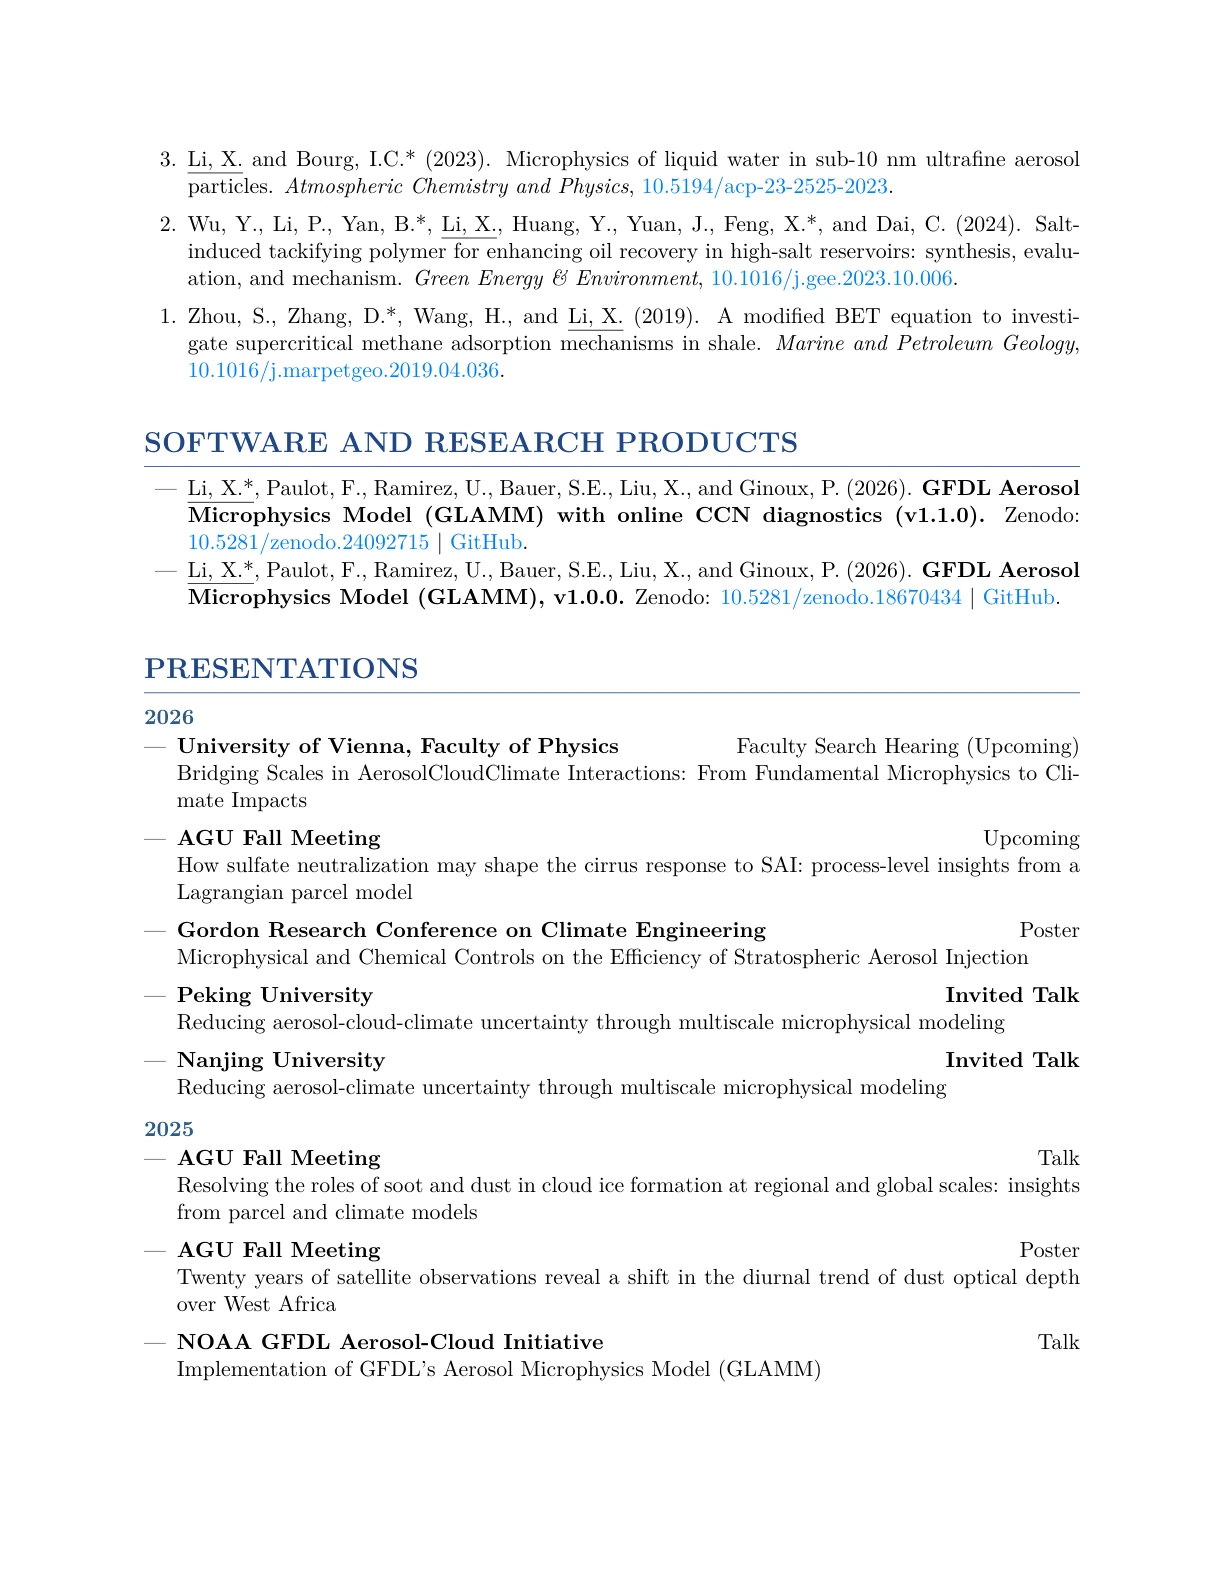 3. Li, X. and Bourg, I.C.* (2023). Microphysics of liquid water in sub-10 nm ultrafine aerosol
particles. Atmospheric Chemistry and Physics, 10.5194/acp-23-2525-2023.
2. Wu, Y., Li, P., Yan, B.*, Li, X., Huang, Y., Yuan, J., Feng, X.*, and Dai, C. (2024). Salt-
induced tackifying polymer for enhancing oil recovery in high-salt reservoirs: synthesis, evalu-
ation, and mechanism. Green Energy & Environment, 10.1016/j.gee.2023.10.006.
1. Zhou, S., Zhang, D.*, Wang, H., and Li, X. (2019). A modified BET equation to investi-
gate supercritical methane adsorption mechanisms in shale. Marine and Petroleum Geology,
10.1016/j.marpetgeo.2019.04.036.
SOFTWARE AND RESEARCH PRODUCTS
— Li, X.*, Paulot, F., Ramirez, U., Bauer, S.E., Liu, X., and Ginoux, P. (2026). GFDL Aerosol
Microphysics Model (GLAMM) with online CCN diagnostics (v1.1.0). Zenodo:
10.5281/zenodo.24092715 | GitHub.
— Li, X.*, Paulot, F., Ramirez, U., Bauer, S.E., Liu, X., and Ginoux, P. (2026). GFDL Aerosol
Microphysics Model (GLAMM), v1.0.0. Zenodo: 10.5281/zenodo.18670434 | GitHub.
PRESENTATIONS
2026
— University of Vienna, Faculty of Physics Faculty Search Hearing (Upcoming)
Bridging Scales in AerosolCloudClimate Interactions: From Fundamental Microphysics to Cli-
mate Impacts
— AGU Fall Meeting Upcoming
How sulfate neutralization may shape the cirrus response to SAI: process-level insights from a
Lagrangian parcel model
— Gordon Research Conference on Climate Engineering Poster
Microphysical and Chemical Controls on the Efficiency of Stratospheric Aerosol Injection
— Peking University Invited Talk
Reducing aerosol-cloud-climate uncertainty through multiscale microphysical modeling
— Nanjing University Invited Talk
Reducing aerosol-climate uncertainty through multiscale microphysical modeling
2025
— AGU Fall Meeting Talk
Resolving the roles of soot and dust in cloud ice formation at regional and global scales: insights
from parcel and climate models
— AGU Fall Meeting Poster
Twenty years of satellite observations reveal a shift in the diurnal trend of dust optical depth
over West Africa
— NOAA GFDL Aerosol-Cloud Initiative Talk
Implementation of GFDL's Aerosol Microphysics Model (GLAMM)